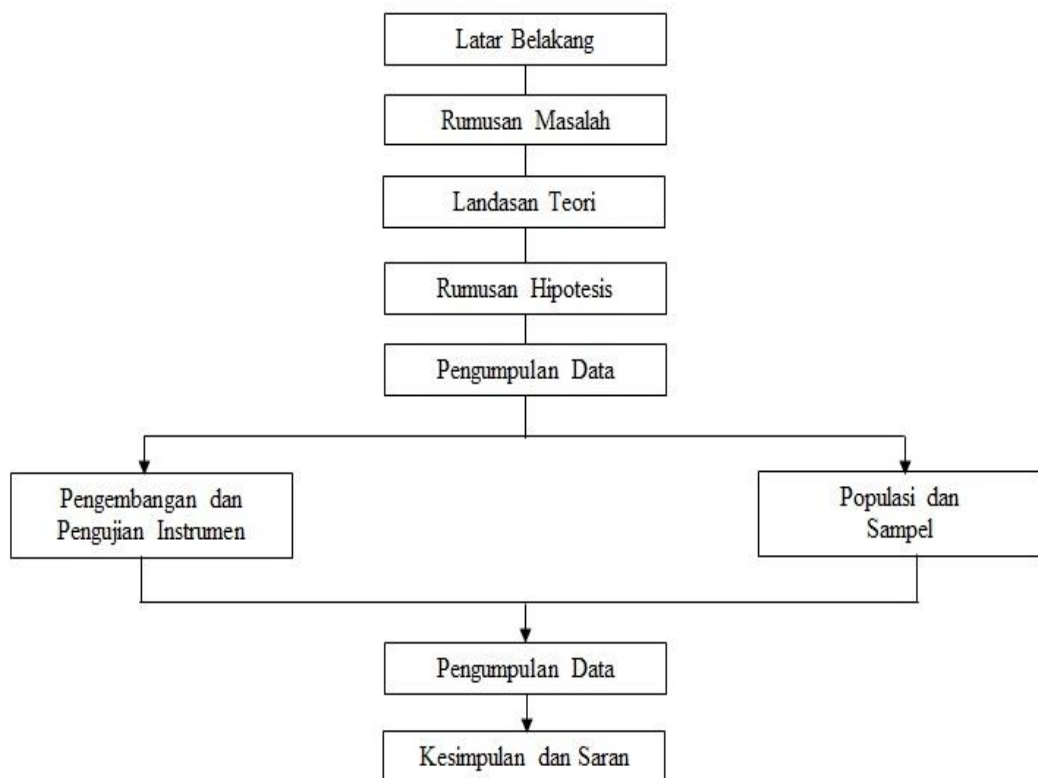 Latar Belakang
Rumusan Masalah
Landasan Teori
Rumusan Hipotesis
Pengumpulan Data
Pengembangan dan
Pengujian Instrumen
Populasi dan
Sampel
Pengumpulan Data
Kesimpulan dan Saran